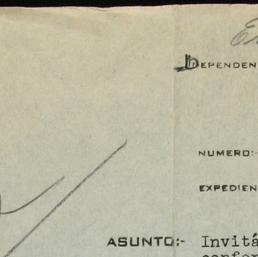 DEPENDEN
NUMERO:-
EXPEDIEN
ASUNTO:- Invitá